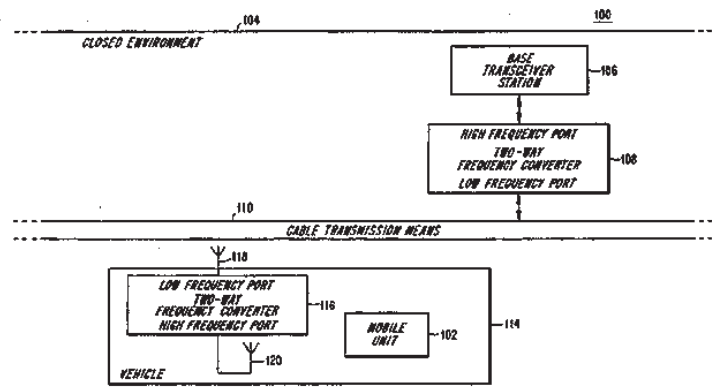 104
100
CLOSED ENVIRONMENT
BASE
TRANSCEIVER
STATION
106
HIGH FREQUENCY PORT
TWO-WAY
FREQUENCY CONVERTER
LOW FREQUENCY PORT
108
110
CABLE TRANSMISSION MEANS
118
LOW FREQUENCY PORT
TWO-WAY
FREQUENCY CONVERTER
HIGH FREQUENCY PORT
116
MOBILE
UNIT
102
114
120
VEHICLE